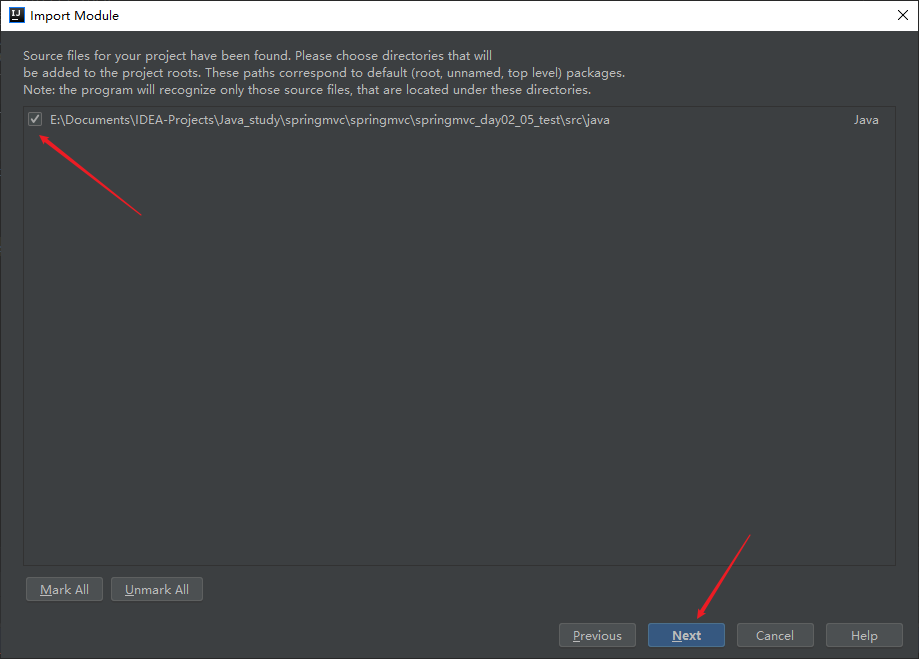 IJ Import Module
Source files for your project have been found. Please choose directories that will
be added to the project roots. These paths correspond to default (root, unnamed, top level) packages.
Note: the program will recognize only those source files, that are located under these directories.
E:\Documents\IDEA-Projects\Java_study\springmvc\springmvc\springmvc_day02_05_test\src\java Java
Mark All Unmark All
Previous Next Cancel Help